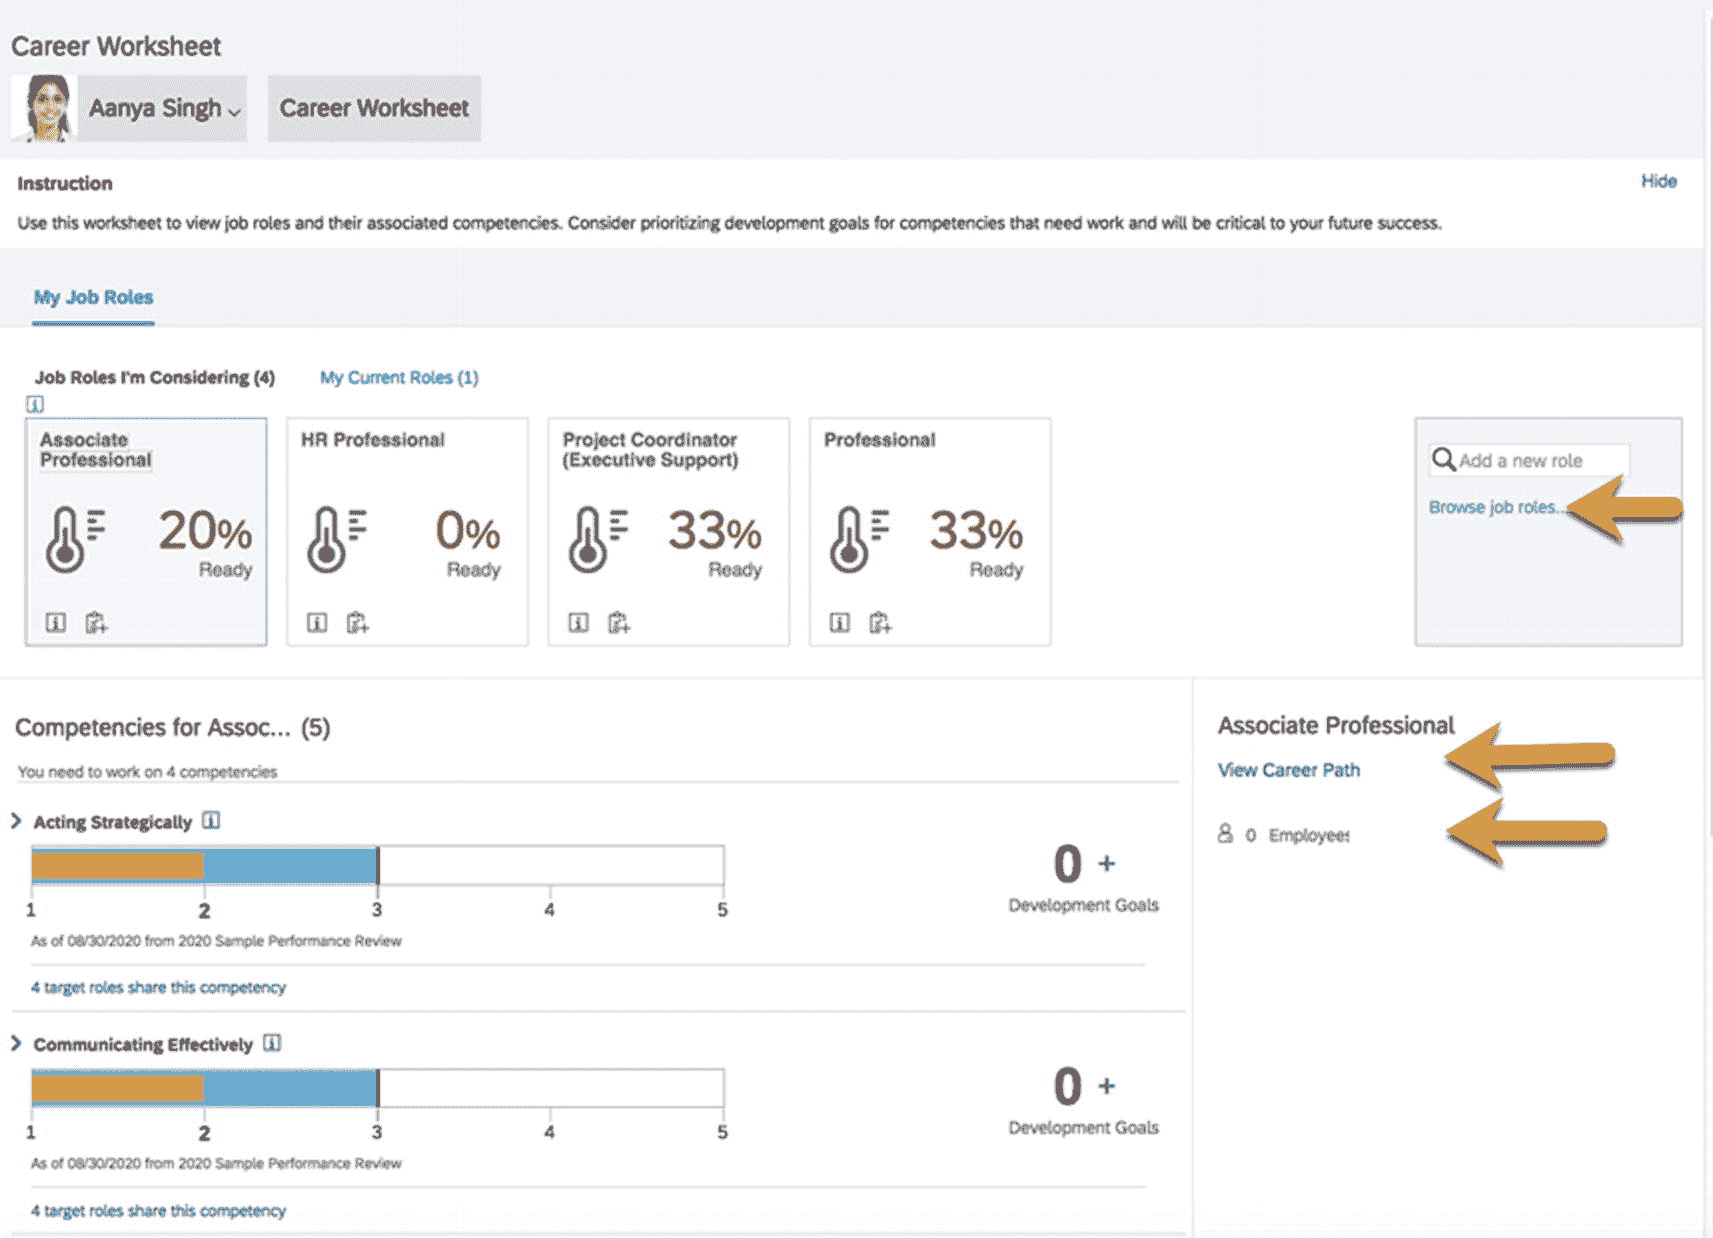 Career Worksheet
Aanya Singh
Career Worksheet
Instruction
Hide
Use this worksheet to view job roles and their associated competencies. Consider prioritizing development goals for competencies that need work and will be critical to your future success.
My Job Roles
Job Roles I'm Considering (4)
My Current Roles (1)
Associate
Professional
20%
Ready
HR Professional
0%
Ready
Project Coordinator
(Executive Support)
33%
Ready
Professional
33%
Ready
Add a new role
Browse job roles...
Competencies for Assoc... (5)
You need to work on 4 competencies
Acting Strategically
1 2 3 4 5
As of 08/30/2020 from 2020 Sample Performance Review
4 target roles share this competency
0 +
Development Goals
Communicating Effectively
1 2 3 4 5
As of 08/30/2020 from 2020 Sample Performance Review
4 target roles share this competency
0 +
Development Goals
Associate Professional
View Career Path
0 Employees